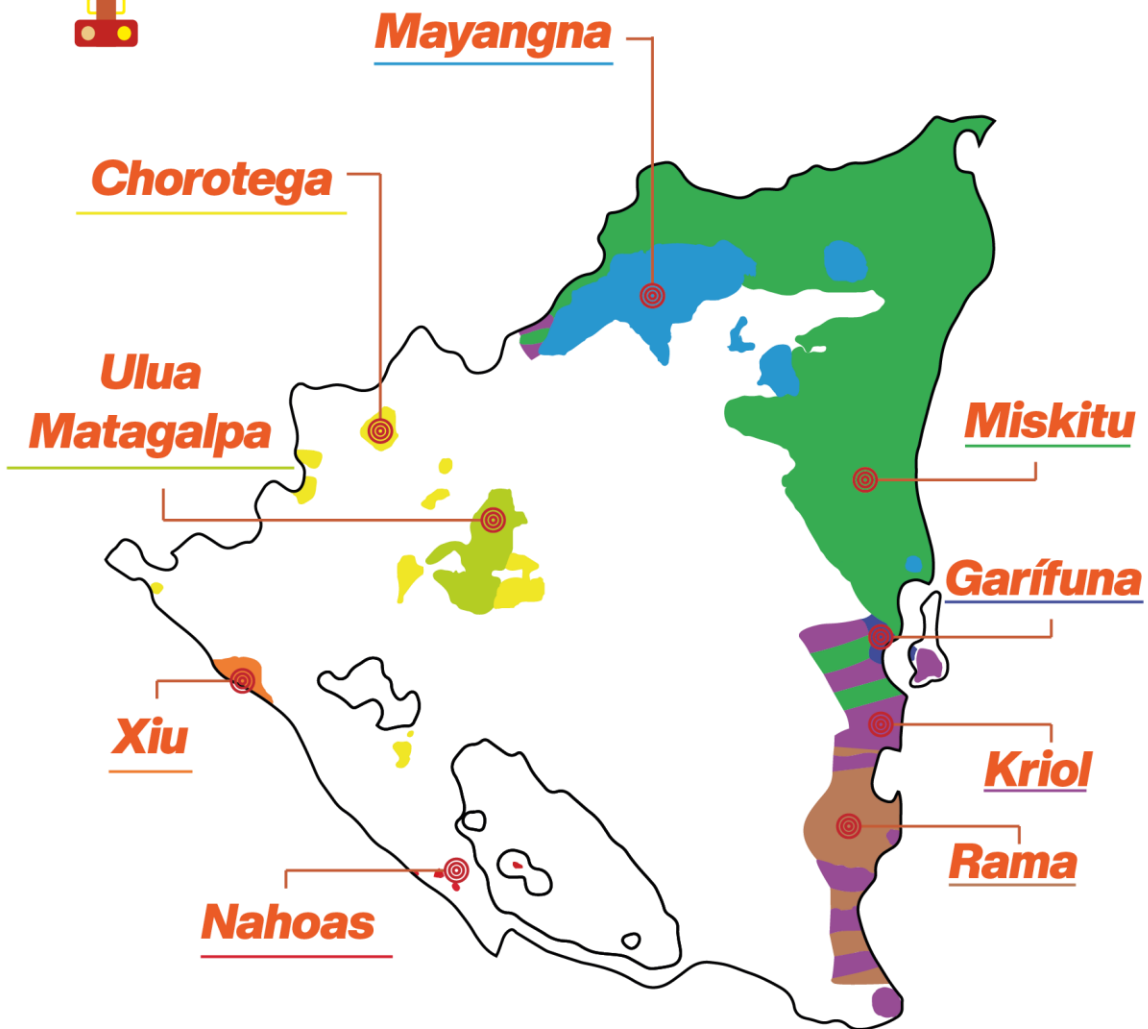 Mayangna
Chorotega
Ulua
Matagalpa
Miskitu
Garífuna
Xiu
Kriol
Rama
Nahoas